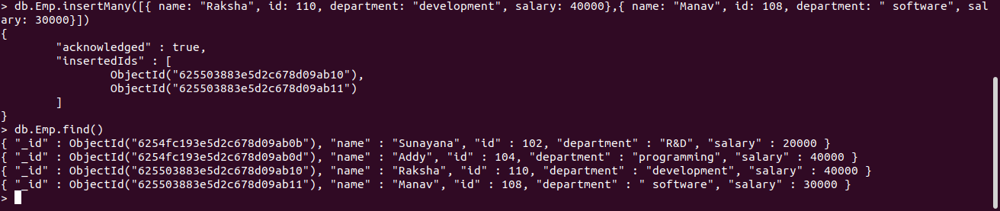 > db.Emp.insertMany([{ name: "Raksha", id: 110, department: "development", salary: 40000},{ name: "Manav", id: 108, department: " software", sal
ary: 30000}])
{
        "acknowledged" : true,
        "insertedIds" : [
                ObjectId("625503883e5d2c678d09ab10"),
                ObjectId("625503883e5d2c678d09ab11")
        ]
}
> db.Emp.find()
{ "_id" : ObjectId("6254fc193e5d2c678d09ab0b"), "name" : "Sunayana", "id" : 102, "department" : "R&D", "salary" : 20000 }
{ "_id" : ObjectId("6254fc193e5d2c678d09ab0d"), "name" : "Addy", "id" : 104, "department" : "programming", "salary" : 40000 }
{ "_id" : ObjectId("625503883e5d2c678d09ab10"), "name" : "Raksha", "id" : 110, "department" : "development", "salary" : 40000 }
{ "_id" : ObjectId("625503883e5d2c678d09ab11"), "name" : "Manav", "id" : 108, "department" : " software", "salary" : 30000 }
>